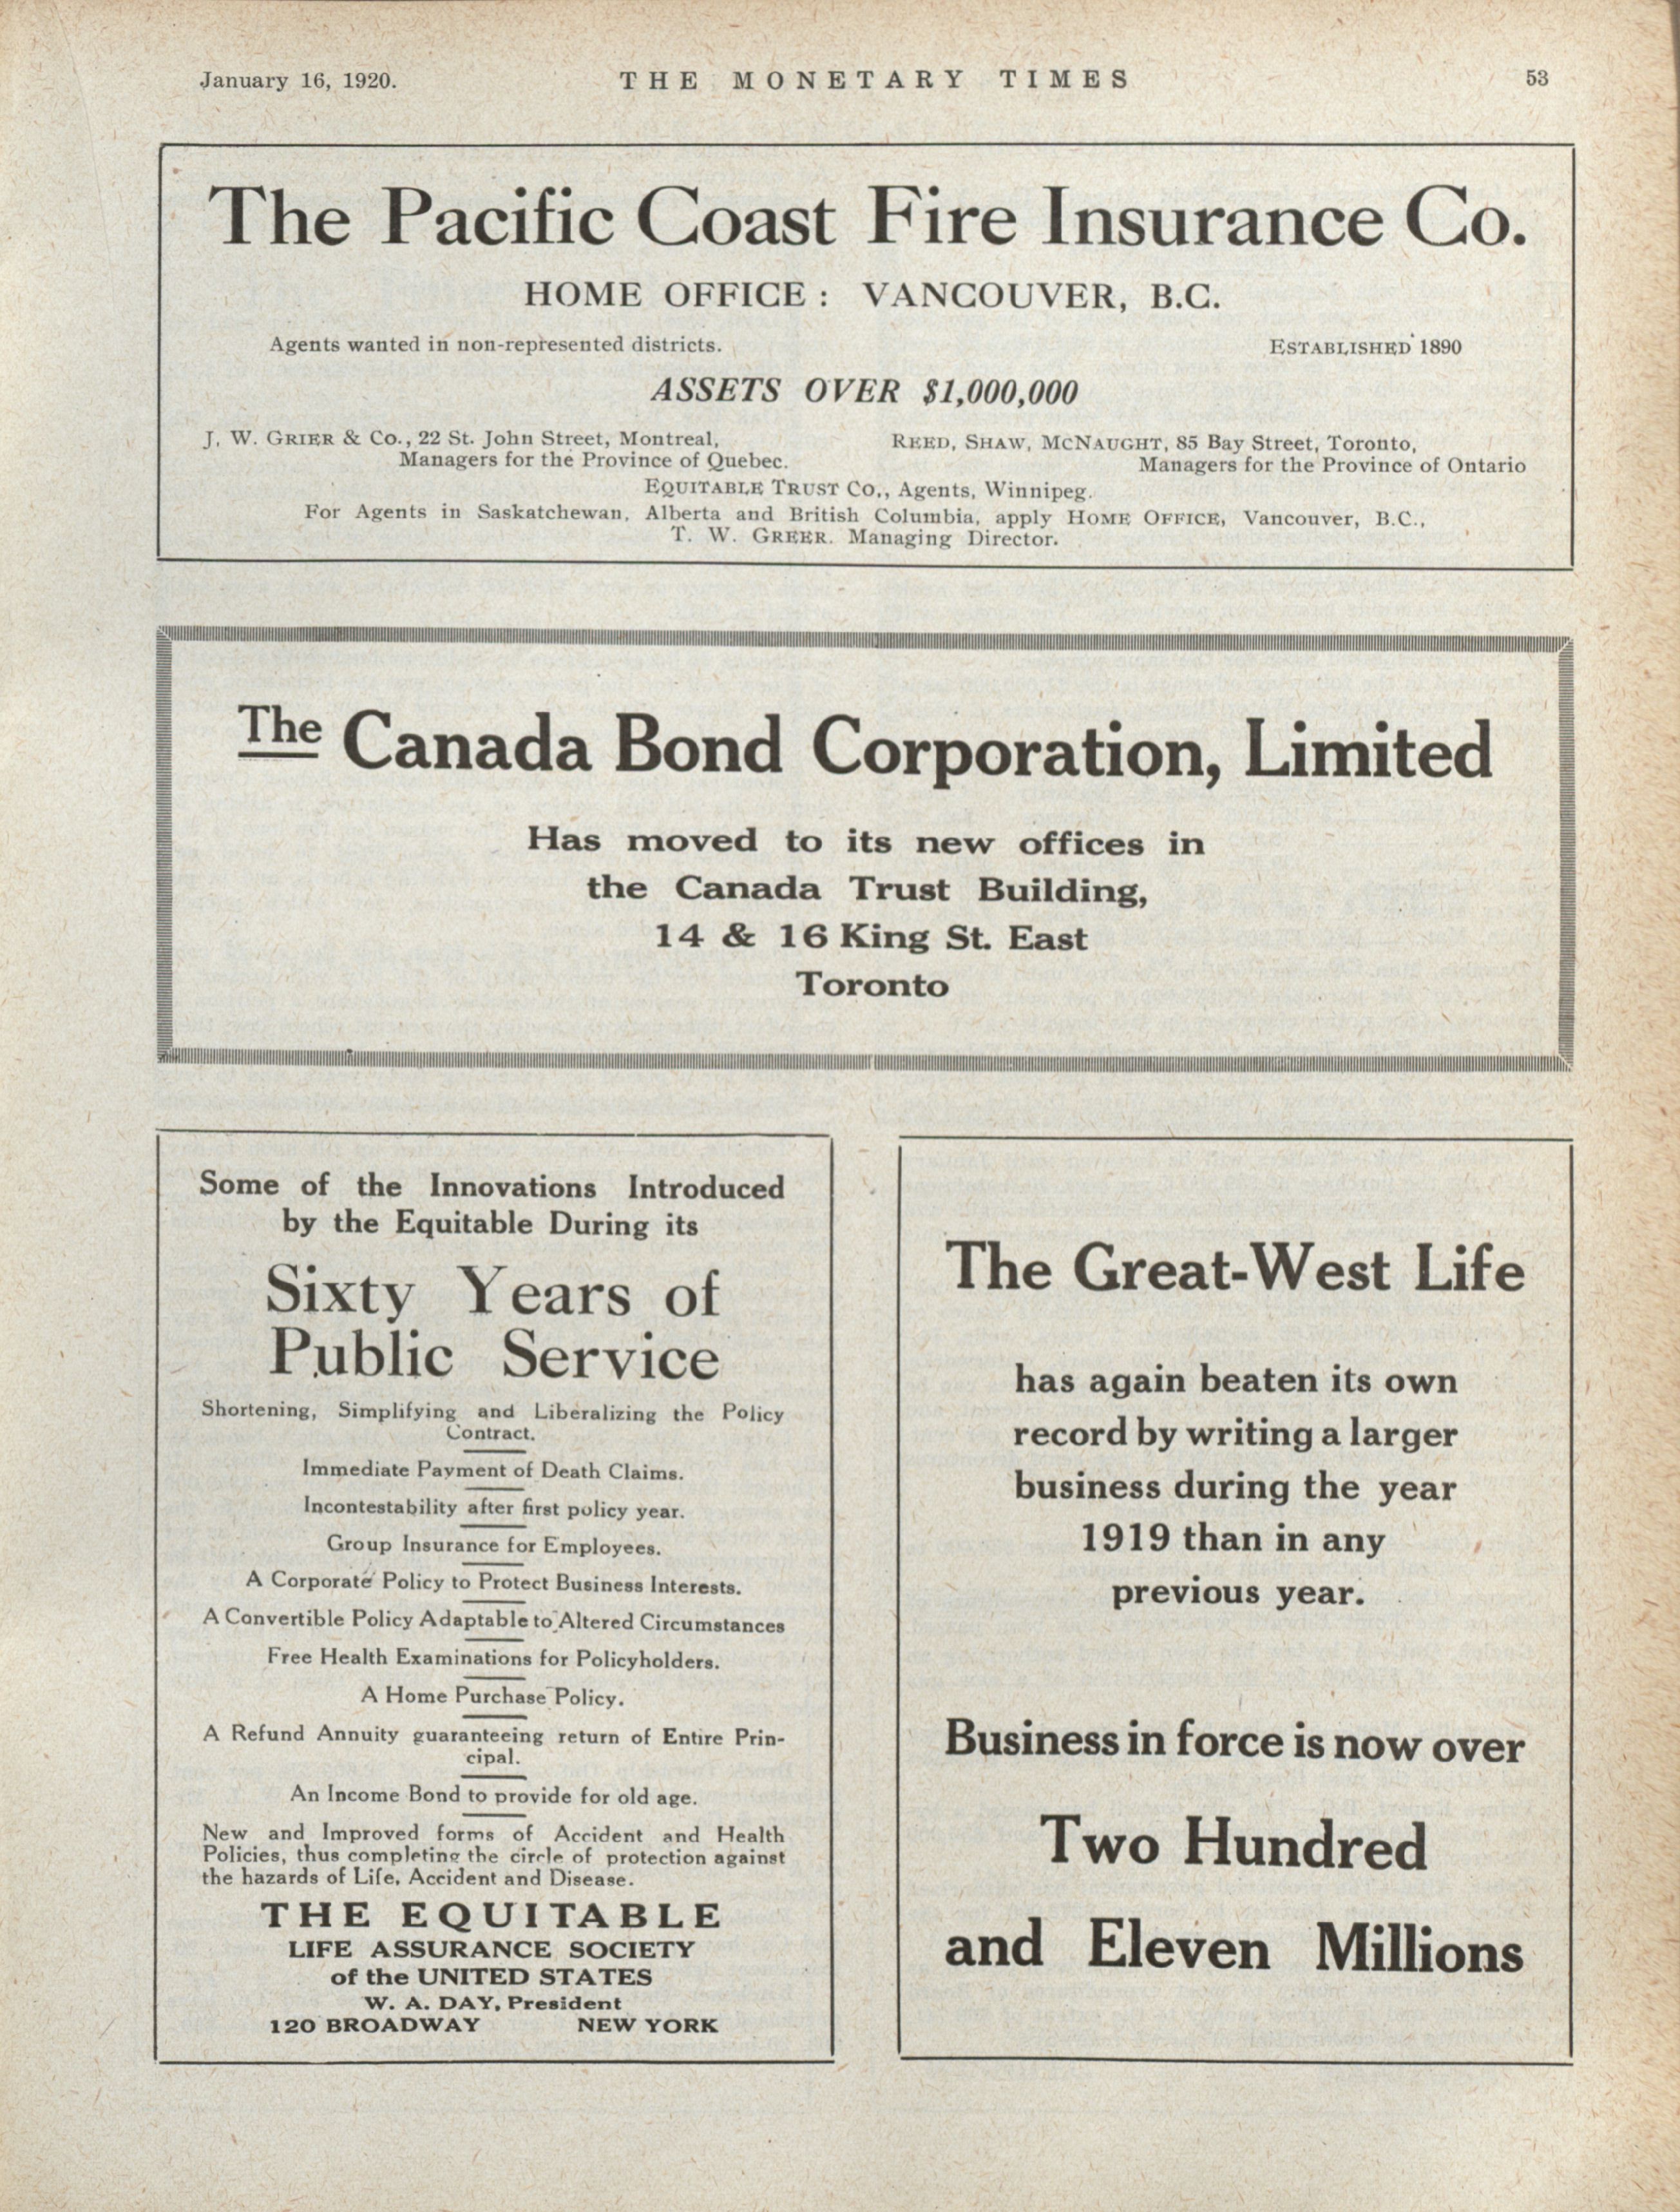 January 16, 1920.
THE MONETARY TIMES
53
The Pacific Coast Fire Insurance Co.
HOME OFFICE : VANCOUVER, B.C.
Agents wanted in non-represented districts.
ESTABLISHED 1890
ASSETS OVER $1,000,000
J. W. GRIER & Co., 22 St. John Street, Montreal,
Managers for the Province of Quebec.
REED, SHAW, MCNAUGHT, 85 Bay Street, Toronto,
Managers for the Province of Ontario
EQUITABLE TRUST CO., Agents, Winnipeg.
For Agents in Saskatchewan, Alberta and British Columbia, apply HOME OFFICE, Vancouver, B.C.,
T. W. GREER. Managing Director.
The Canada Bond Corporation, Limited
Has moved to its new offices in
the Canada Trust Building,
14 & 16 King St. East
Toronto
Some of the Innovations Introduced
by the Equitable During its
Sixty Years of
Public Service
Shortening, Simplifying and Liberalizing the Policy
Contract.
Immediate Payment of Death Claims.
Incontestability after first policy year.
Group Insurance for Employees.
A Corporate Policy to Protect Business Interests.
A Convertible Policy Adaptable to Altered Circumstances
Free Health Examinations for Policyholders.
A Home Purchase Policy.
A Refund Annuity guaranteeing return of Entire Prin-
cipal.
An Income Bond to provide for old age.
New and Improved forms of Accident and Health
Policies, thus completing the circle of protection against
the hazards of Life, Accident and Disease.
THE EQUITABLE
LIFE ASSURANCE SOCIETY
of the UNITED STATES
W. A. DAY, President
120 BROADWAY NEW YORK
The Great-West Life
has again beaten its own
record by writing a larger
business during the year
1919 than in any
previous year.
Business in force is now over
Two Hundred
and Eleven Millions